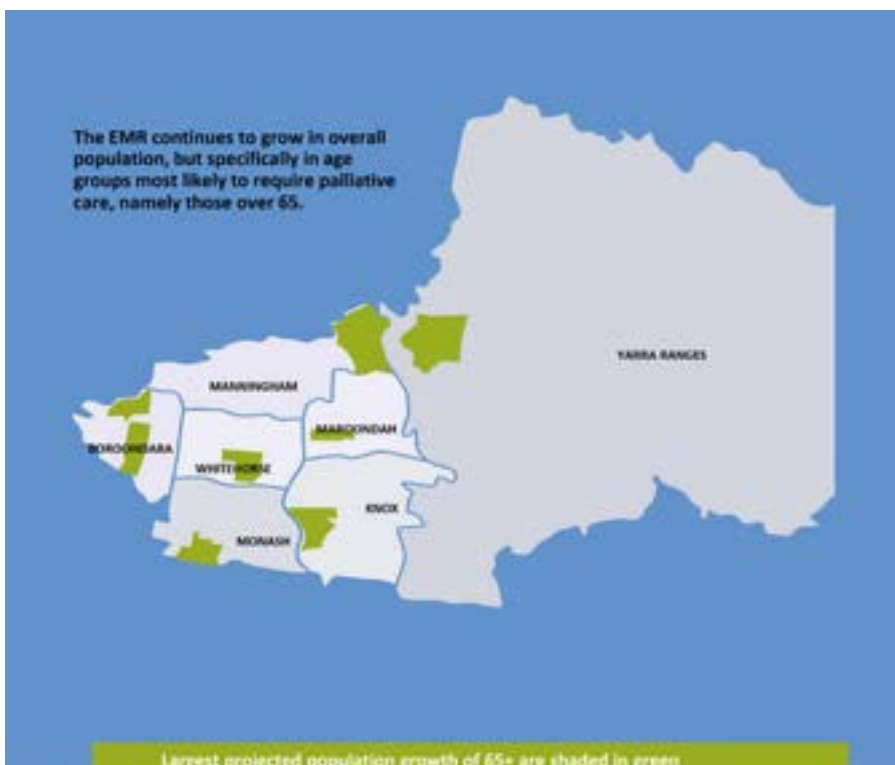 The EMR continues to grow in overall
population, but specifically in age
groups most likely to require palliative
care, namely those over 65.
YARRA RANGES
MANNINGHAM
MAROONDAH
BOROONDARA
WHITEHORSE
KNOX
MONASH
Largest projected population growth of 65+ are shaded in green